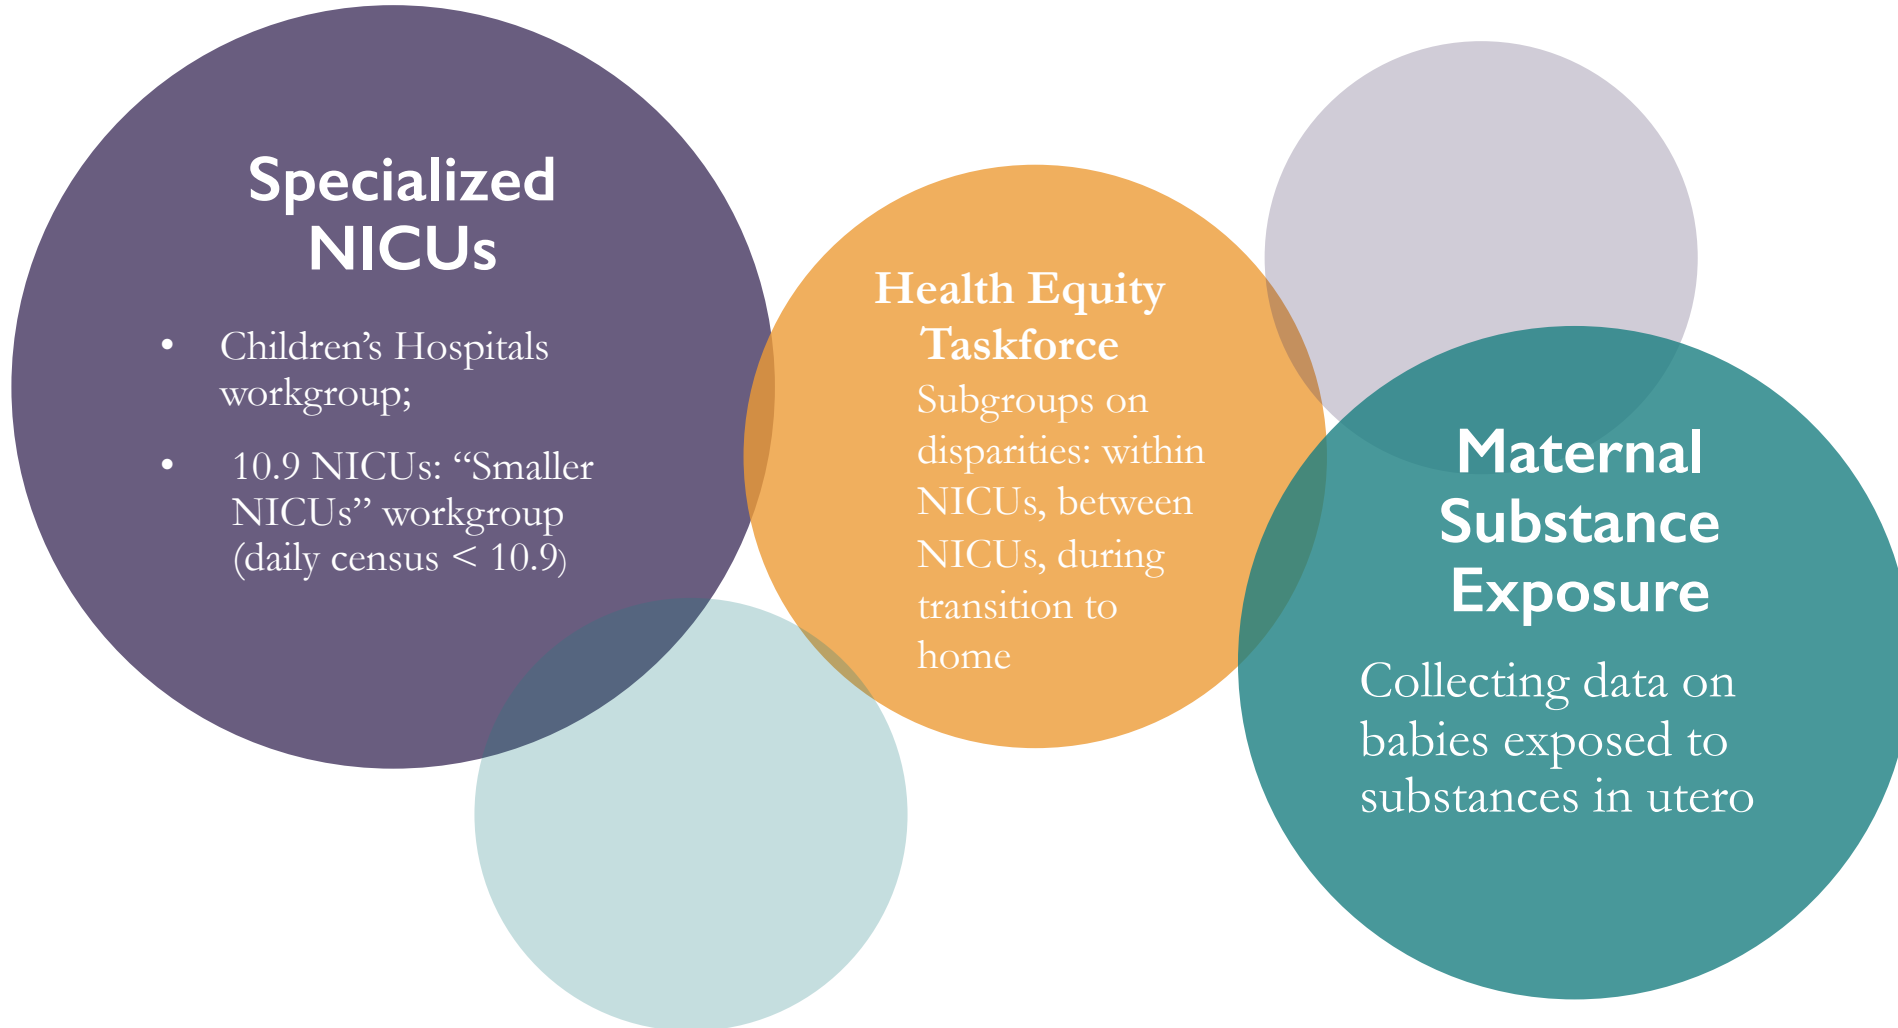 Specialized
NICUs
• Children’s Hospitals
workgroup;
• 10.9 NICUs: “Smaller
NICUs” workgroup
(daily census < 10.9)
Health Equity
Taskforce
Subgroups on
disparities: within
NICUs, between
NICUs, during
transition to
home
Maternal
Substance
Exposure
Collecting data on
babies exposed to
substances in utero